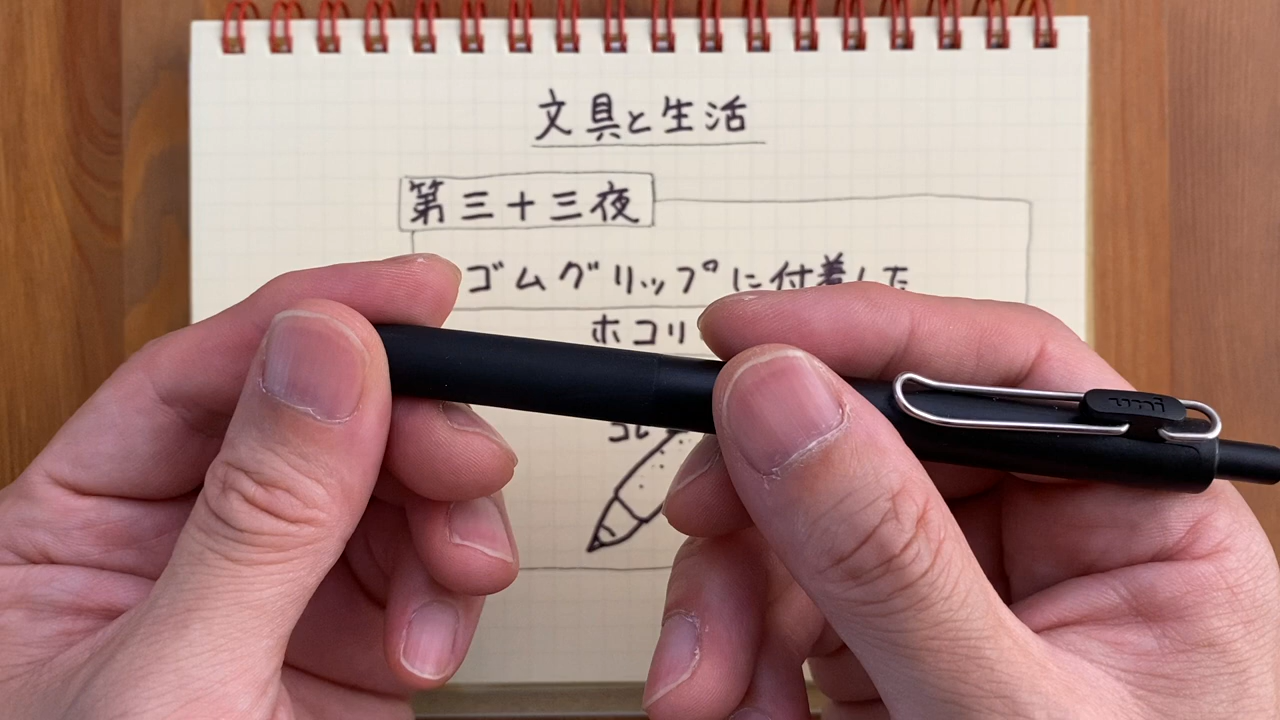 文具と生活
第三十三夜
ゴムグリップに付着した
ホコリ
uni